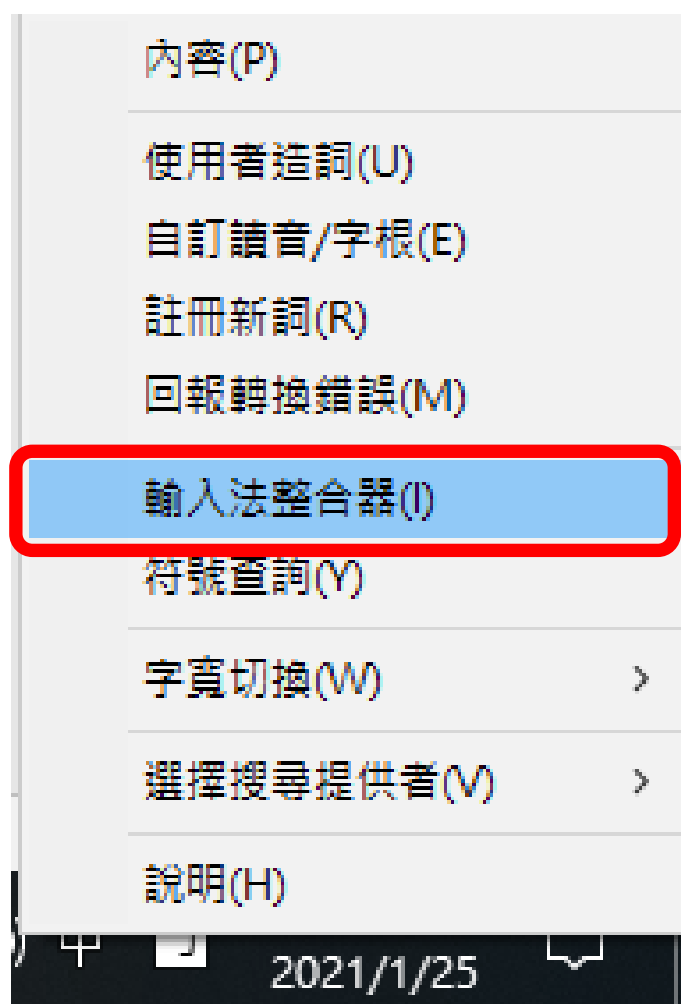 內容(P)
使用者造詞(U)
自訂讀音/字根(E)
註冊新詞(R)
回報轉換錯誤(M)
輸入法整合器(I)
符號查詢(Y)
字寬切換(W)
選擇搜尋提供者(V)
說明(H)
中
2021/1/25